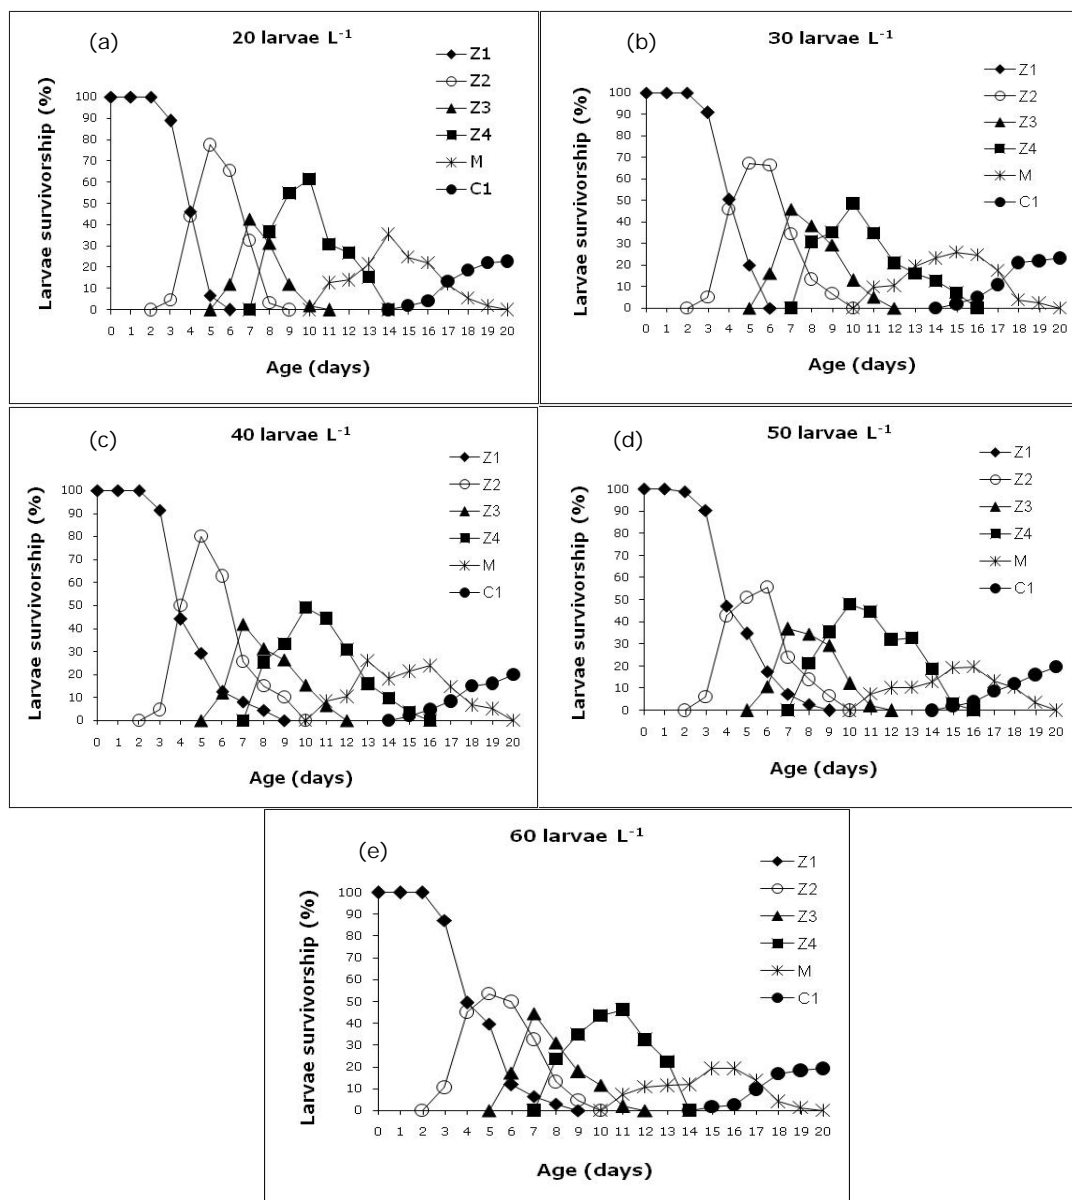 (a)
20 larvae L⁻¹
Larvae survivorship (%)
100
90
80
70
60
50
40
30
20
10
0
0 1 2 3 4 5 6 7 8 9 10 11 12 13 14 15 16 17 18 19 20
Age (days)
Z1
Z2
Z3
Z4
M
C1
(b)
30 larvae L⁻¹
Larvae survivorship (%)
100
90
80
70
60
50
40
30
20
10
0
0 1 2 3 4 5 6 7 8 9 10 11 12 13 14 15 16 17 18 19 20
Age (days)
Z1
Z2
Z3
Z4
M
C1
(c)
40 larvae L⁻¹
Larvae survivorship (%)
100
90
80
70
60
50
40
30
20
10
0
0 1 2 3 4 5 6 7 8 9 10 11 12 13 14 15 16 17 18 19 20
Age (days)
Z1
Z2
Z3
Z4
M
C1
(d)
50 larvae L⁻¹
Larvae survivorship (%)
100
90
80
70
60
50
40
30
20
10
0
0 1 2 3 4 5 6 7 8 9 10 11 12 13 14 15 16 17 18 19 20
Age (days)
Z1
Z2
Z3
Z4
M
C1
(e)
60 larvae L⁻¹
Larvae survivorship (%)
100
90
80
70
60
50
40
30
20
10
0
0 1 2 3 4 5 6 7 8 9 10 11 12 13 14 15 16 17 18 19 20
Age (days)
Z1
Z2
Z3
Z4
M
C1